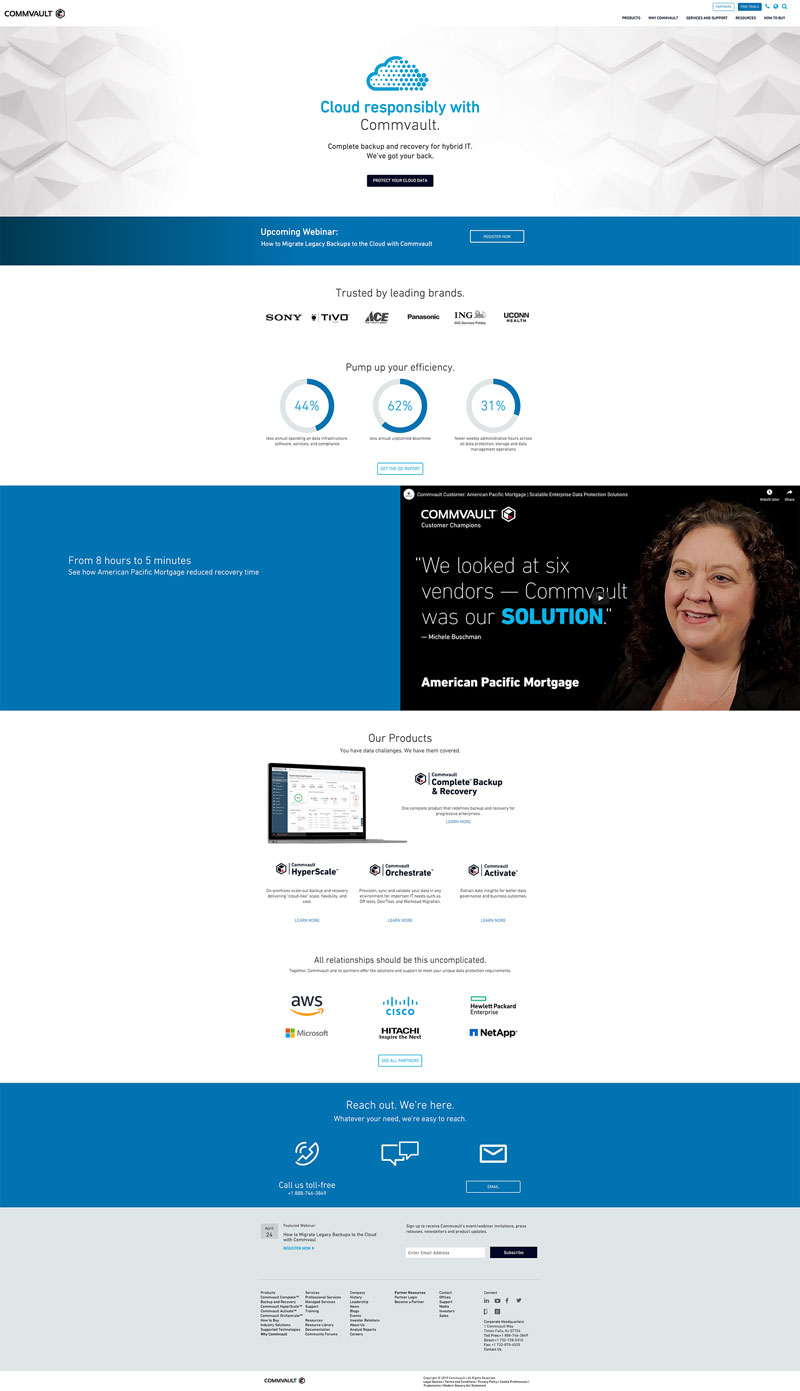 COMMVAULT
PARTNERS
FREE TRIALS
PRODUCTS
WHY COMMVAULT
SERVICES AND SUPPORT
RESOURCES
HOW TO BUY
Cloud responsibly with
Commvault.
Complete backup and recovery for hybrid IT.
We've got your back.
PROTECT YOUR CLOUD DATA
Upcoming Webinar:
How to Migrate Legacy Backups to the Cloud with Commvault
REGISTER NOW
Trusted by leading brands.
SONY
TiVo
ACE
Panasonic
ING
ING Services Polska
UCONN
HEALTH
Pump up your efficiency.
44%
62%
31%
less annual spending on data infrastructure,
software, services, and compliance
less annual unplanned downtime
fewer weekly administrative hours across
all data protection, storage and data
management operations
GET THE IDC REPORT
From 8 hours to 5 minutes
See how American Pacific Mortgage reduced recovery time
Commvault Customer: American Pacific Mortgage | Scalable Enterprise Data Protection Solutions
Watch later
Share
COMMVAULT
Customer Champions
"We looked at six
vendors — Commvault
was our SOLUTION."
— Michele Buschman
American Pacific Mortgage
Our Products
You have data challenges. We have them covered.
Commvault
Complete™ Backup
& Recovery
One complete product that redefines backup and recovery for
progressive enterprises.
LEARN MORE
Commvault
HyperScale™
Commvault
Orchestrate™
Commvault
Activate™
On-premises scale-out backup and recovery
delivering "cloud-like" scale, flexibility, and
cost.
Provision, sync and validate your data in any
environment for important IT needs such as
DR tests, Dev/Test, and Workload Migration.
Extract data insights for better data
governance and business outcomes.
LEARN MORE
LEARN MORE
LEARN MORE
All relationships should be this uncomplicated.
Together, Commvault and its partners offer the solutions and support to meet your unique data protection requirements.
aws
CISCO
Hewlett Packard
Enterprise
Microsoft
HITACHI
Inspire the Next
NetApp
SEE ALL PARTNERS
Reach out. We're here.
Whatever your need, we're easy to reach.
Call us toll-free
+1 888-746-3849
EMAIL
April
24
Featured Webinar
How to Migrate Legacy Backups to the Cloud
with Commvaul
REGISTER NOW
Sign up to receive Commvault's event/webinar invitations, press
releases, newsletters and product updates.
Enter Email Address
Subscribe
Products
Commvault Complete™
Backup and Recovery
Commvault HyperScale™
Commvault Activate™
Commvault Orchestrate™
How to Buy
Industry Solutions
Supported Technologies
Why Commvault
Services
Professional Services
Managed Services
Support
Training
Resources
Resource Library
Documentation
Community Forums
Company
History
Leadership
News
Blogs
Events
Investor Relations
About Us
Analyst Reports
Careers
Partner Resources
Partner Login
Become a Partner
Contact
Offices
Support
Media
Investors
Sales
Connect
Corporate Headquarters
1 Commvault Way
Tinton Falls, NJ 07724
Toll Free:+1 888-746-3849
Direct:+1 732-728-5310
Fax:+1 732-870-4525
Contact Us
COMMVAULT
Copyright © 2019 Commvault | All Rights Reserved.
Legal Notices | Terms and Conditions | Privacy Policy | Cookie Preferences |
Trademarks | Modern Slavery Act Statement